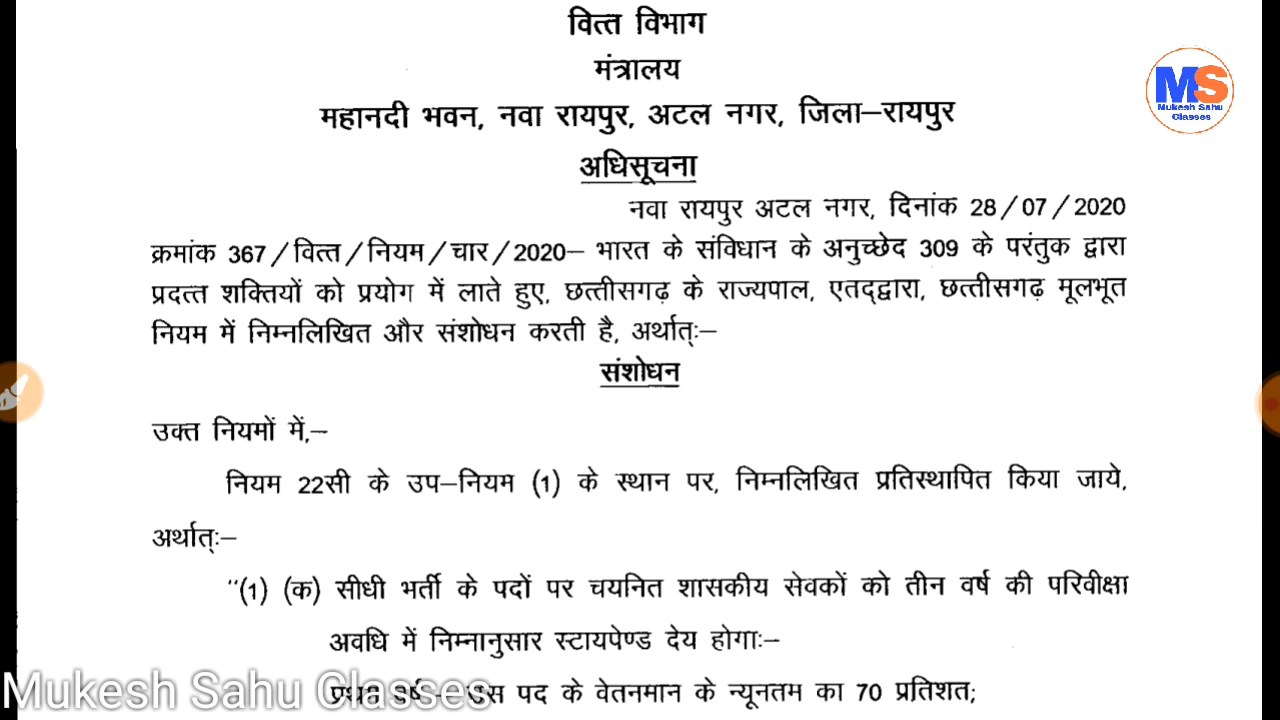 वित्त विभाग
मंत्रालय
महानदी भवन, नवा रायपुर, अटल नगर, जिला–रायपुर
MS
Mukesh Sahu
Classes
अधिसूचना
नवा रायपुर अटल नगर, दिनांक 28/07/2020
क्रमांक 367/वित्त/नियम/चार/2020– भारत के संविधान के अनुच्छेद 309 के परंतुक द्वारा
प्रदत्त शक्तियों को प्रयोग में लाते हुए, छत्तीसगढ़ के राज्यपाल, एतद्द्वारा, छत्तीसगढ़ मूलभूत
नियम में निम्नलिखित और संशोधन करती है, अर्थात्ः–
संशोधन
उक्त नियमों में,–
नियम 22सी के उप–नियम (1) के स्थान पर, निम्नलिखित प्रतिस्थापित किया जाये,
अर्थात्ः–
"(1) (क) सीधी भर्ती के पदों पर चयनित शासकीय सेवकों को तीन वर्ष की परिवीक्षा
अवधि में निम्नानुसार स्टायपेण्ड देय होगाः–
प्रथम वर्ष – उस पद के वेतनमान के न्यूनतम का 70 प्रतिशत;
Mukesh Sahu Classes